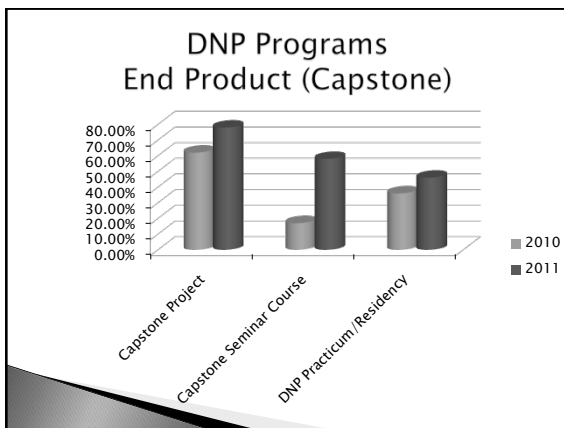 DNP Programs
End Product (Capstone)
80.00%
70.00%
60.00%
50.00%
40.00%
30.00%
20.00%
10.00%
0.00%
2010
2011
Capstone Project
Capstone Seminar Course
DNP Practicum/Residency